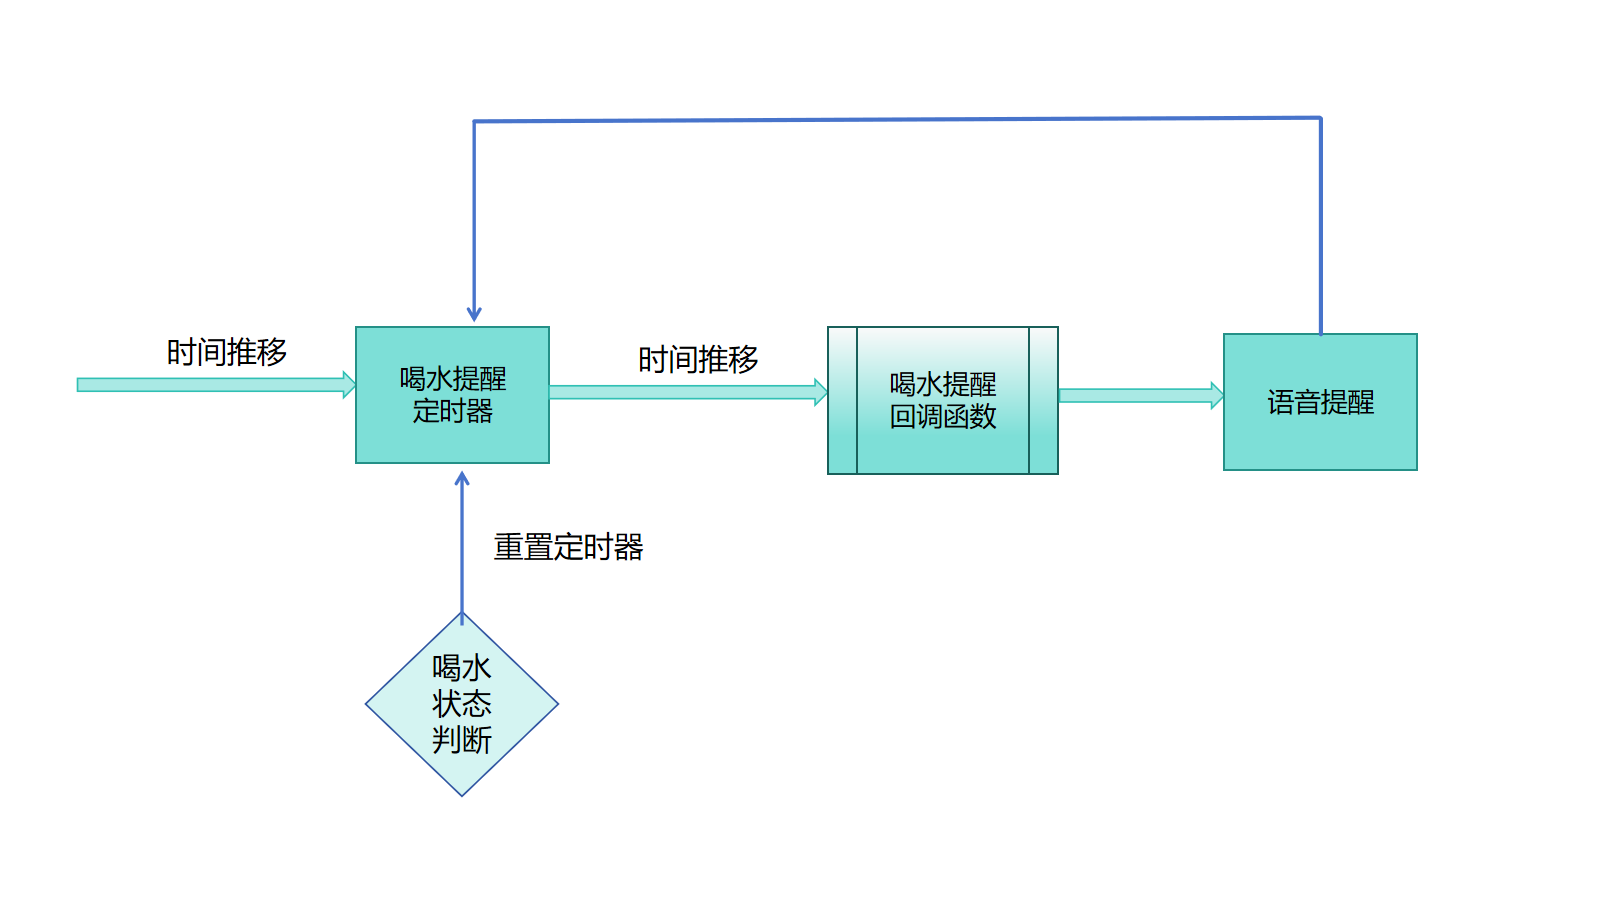 时间推移
喝水提醒
定时器
时间推移
喝水提醒
回调函数
语音提醒
重置定时器
喝水
状态
判断